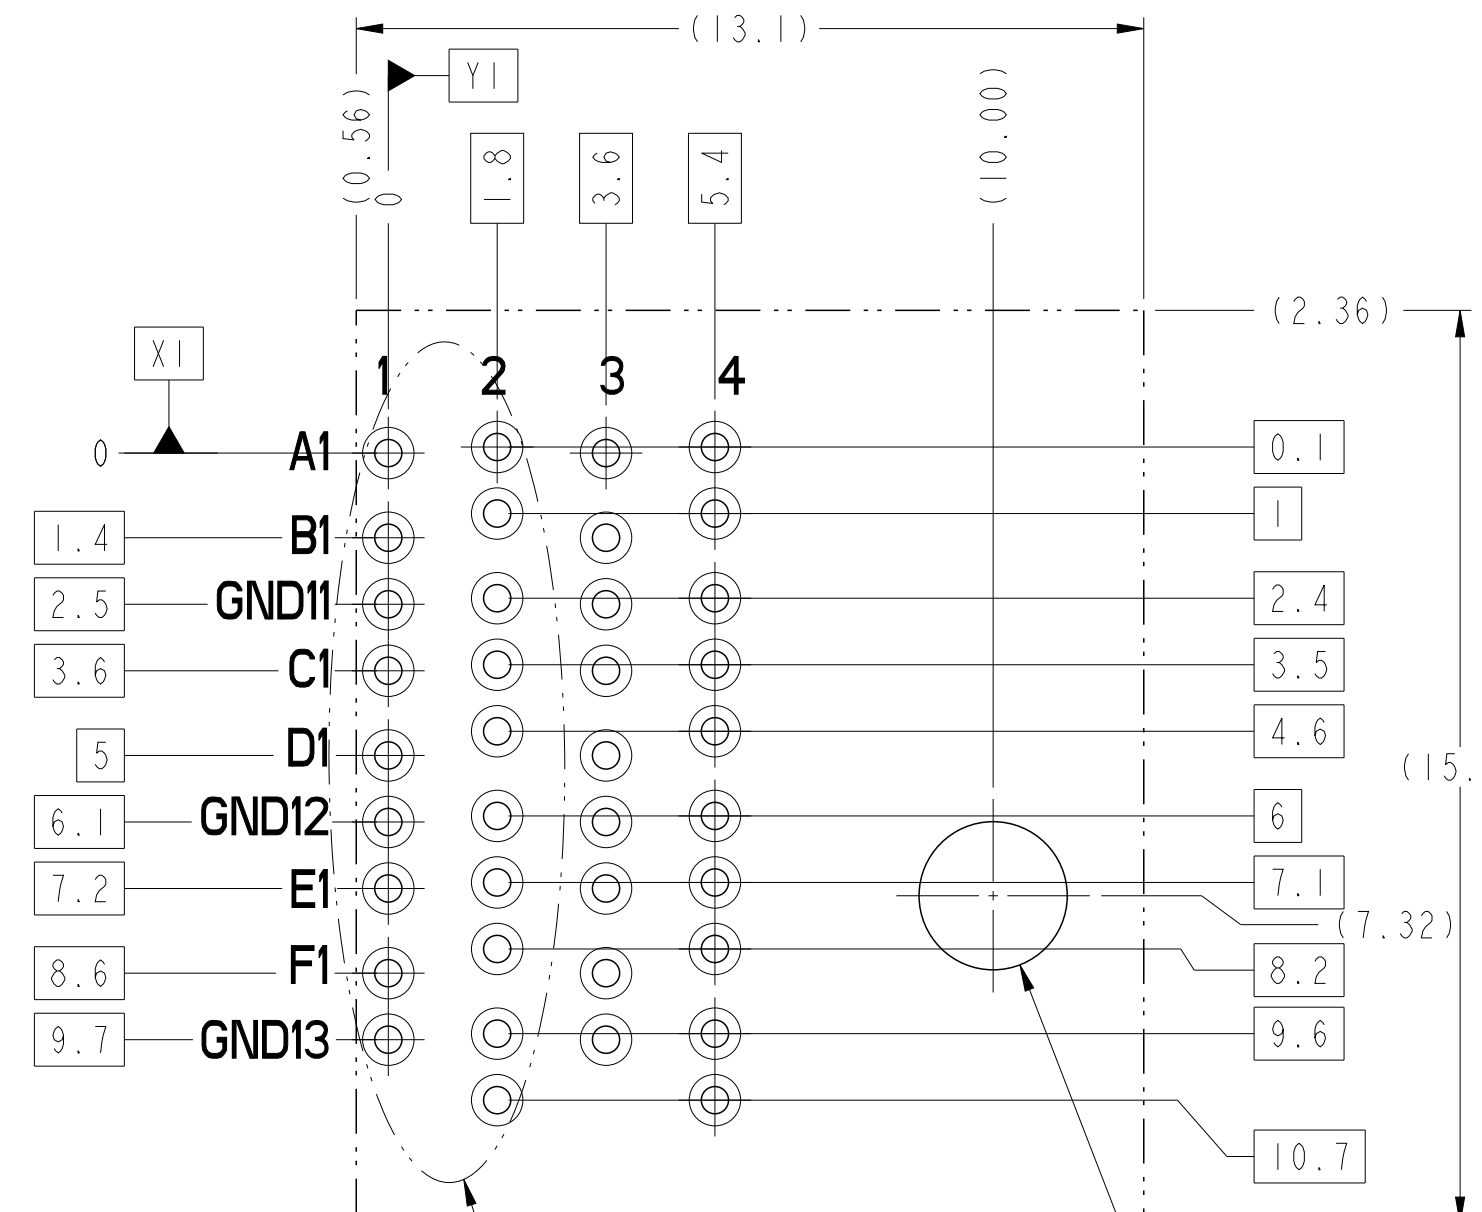 (13.1)
Y1
(0.56)
0
1.8
3.6
5.4
(10.00)
(2.36)
X1
1 2 3 4
0 A1 0.1
1
1.4 B1
2.5 GND11 2.4
3.6 C1 3.5
4.6
5 D1
(15.
6.1 GND12 6
7.2 E1 7.1
(7.32)
8.6 F1 8.2
9.7 GND13 9.6
10.7